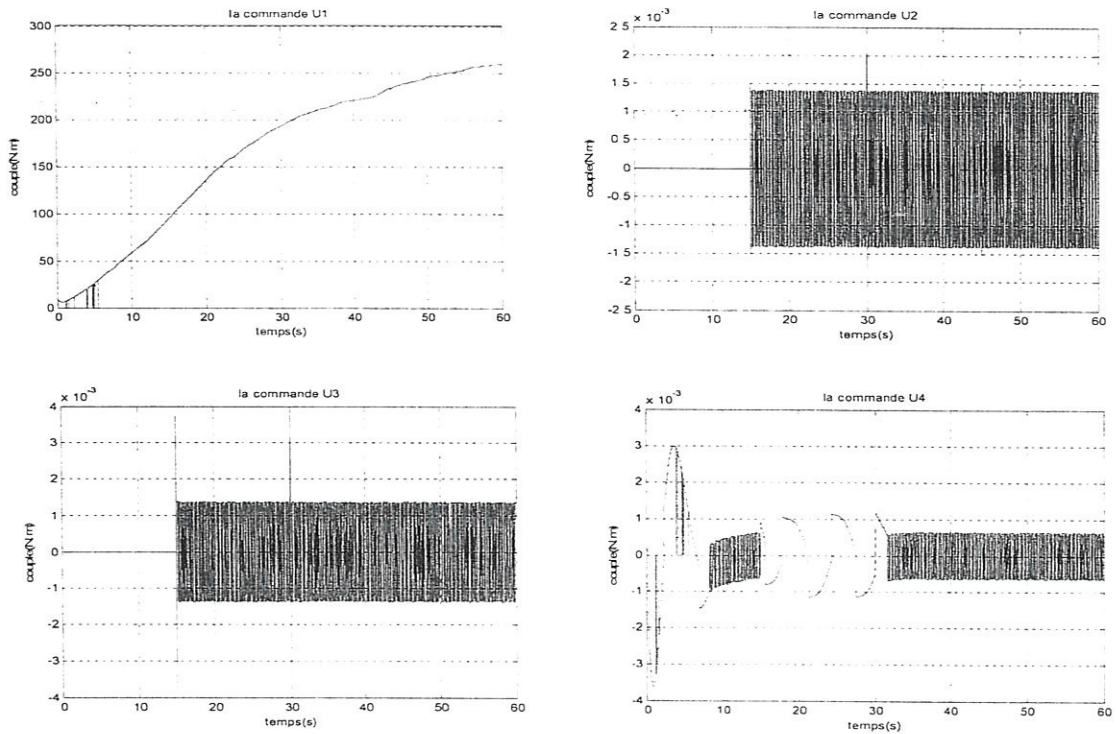 la commande U1
300
250
200
150
100
50
0
couple(N.m)
0 10 20 30 40 50 60
temps(s)
x 10⁻³
la commande U2
2.5
2
1.5
1
0.5
0
-0.5
-1
-1.5
-2
-2.5
couple(N.m)
0 10 20 30 40 50 60
temps(s)
x 10⁻³
la commande U3
4
3
2
1
0
-1
-2
-3
-4
couple(N.m)
0 10 20 30 40 50 60
temps(s)
x 10⁻³
la commande U4
4
3
2
1
0
-1
-2
-3
-4
couple(N.m)
0 10 20 30 40 50 60
temps(s)